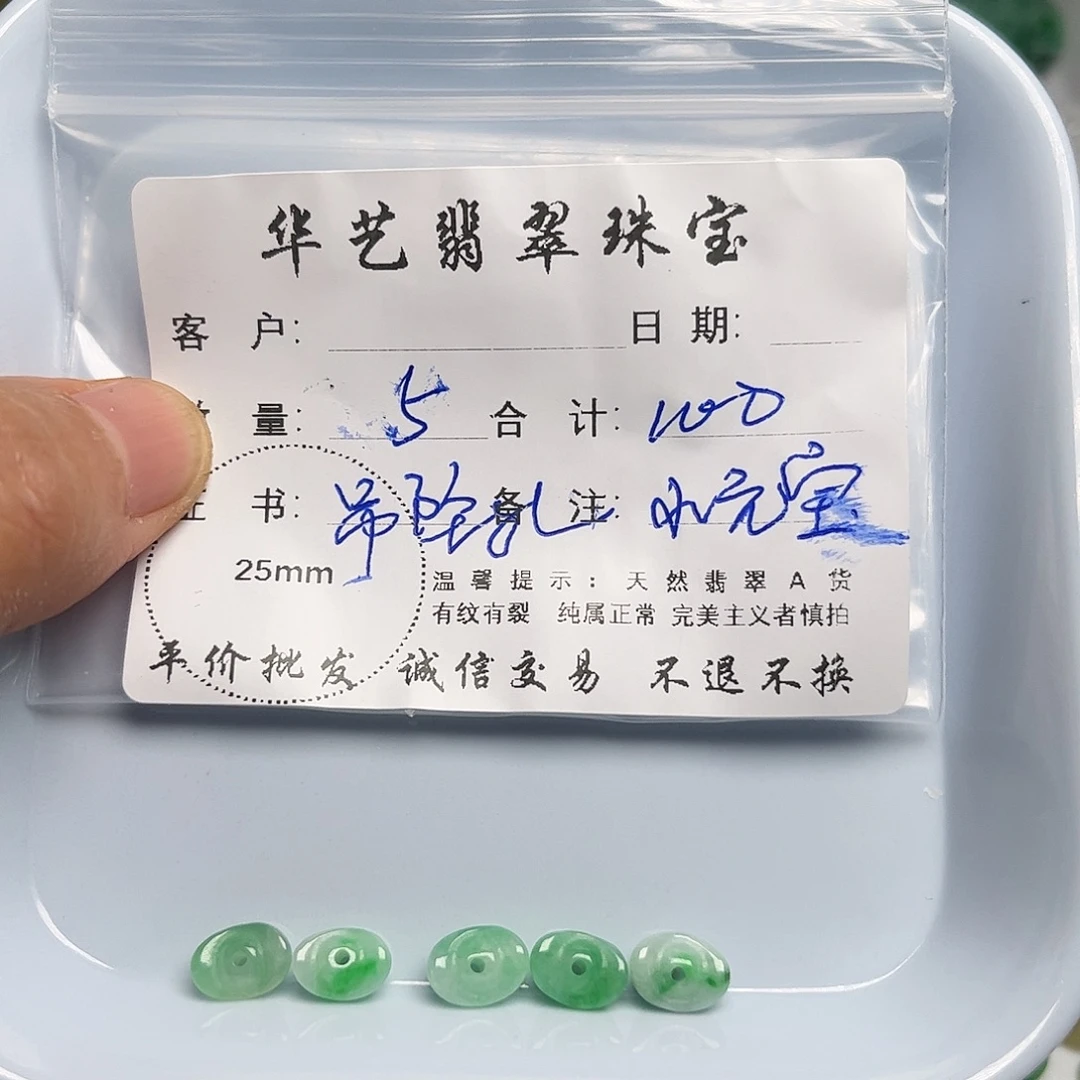 华艺翡翠珠宝
客户: 日期:
量: 5 合计: 100
书: 吊坠孔 备注: 小元宝
25mm
温馨提示: 天然翡翠A货
有纹有裂 纯属正常 完美主义者慎拍
平价批发 诚信交易 不退不换